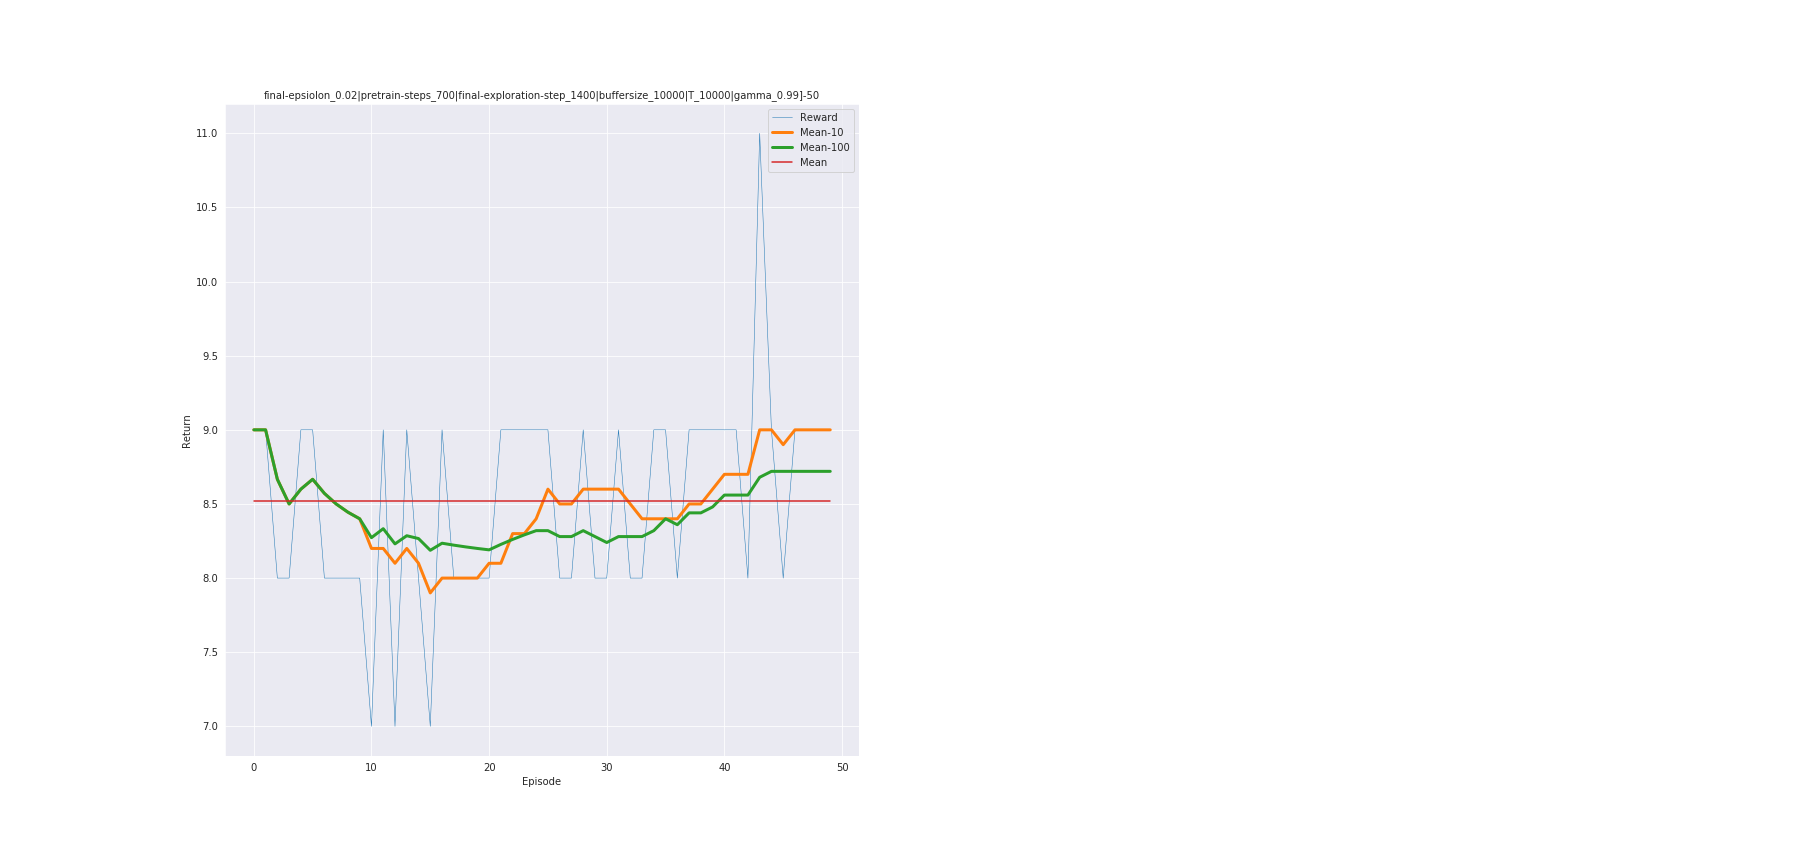 final-epsiolon_0.02|pretrain-steps_700|final-exploration-step_1400|buffersize_10000|T_10000|gamma_0.99]-50
Reward
Mean-10
Mean-100
Mean
11.0
10.5
10.0
9.5
9.0
8.5
8.0
7.5
7.0
Return
0 10 20 30 40 50
Episode